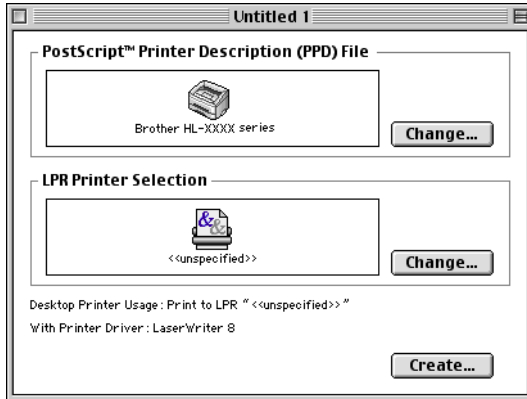 Untitled 1
PostScript™ Printer Description (PPD) File
Brother HL-XXXX series
Change...
LPR Printer Selection
<<unspecified>>
Change...
Desktop Printer Usage : Print to LPR “<<unspecified>>”
With Printer Driver : LaserWriter 8
Create...